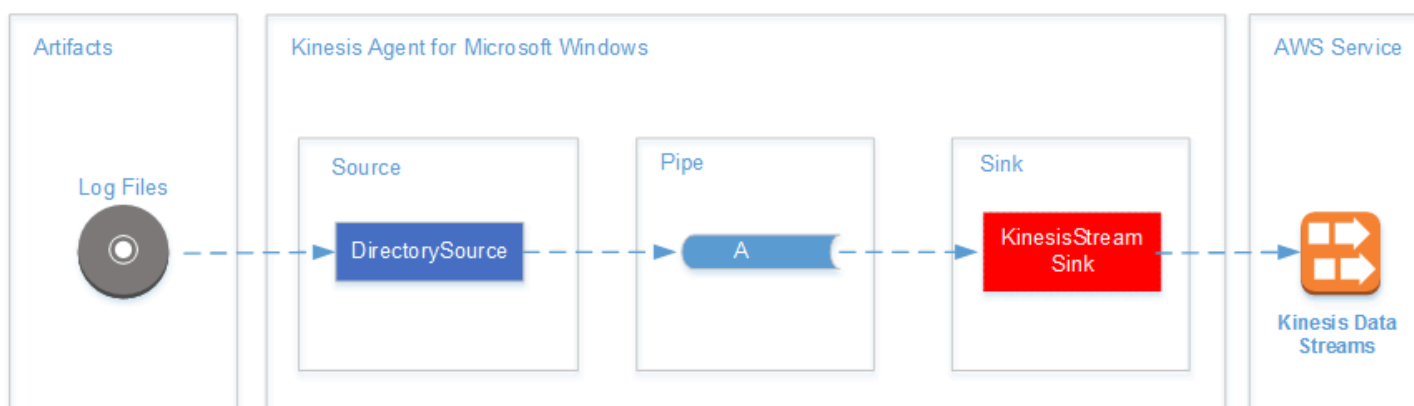 Artifacts
Kinesis Agent for Microsoft Windows
AWS Service
Source
Pipe
Sink
Log Files
DirectorySource
A
KinesisStream
Sink
Kinesis Data
Streams